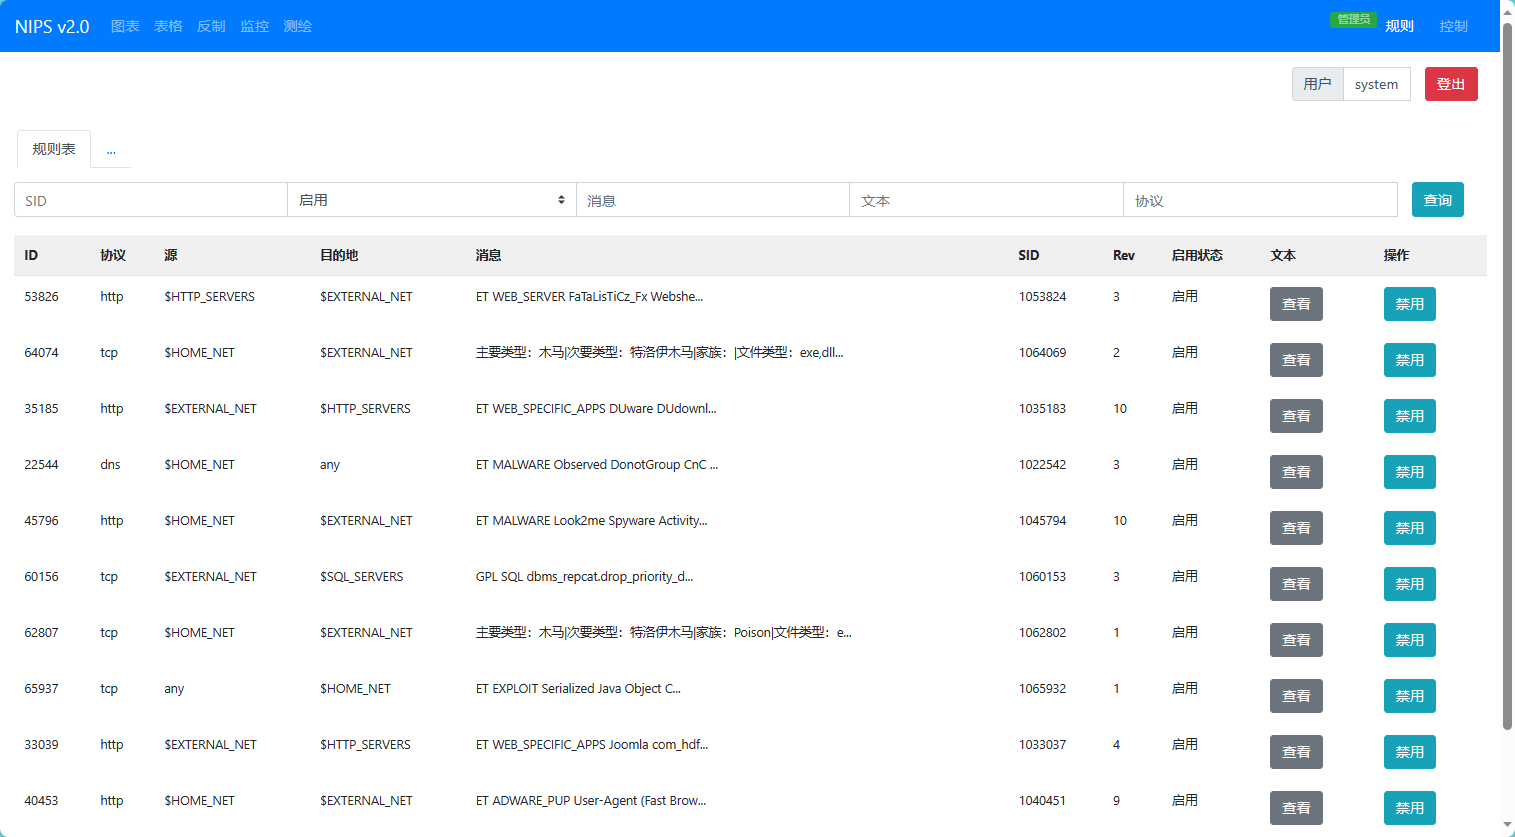 NIPS v2.0 图表 表格 反制 监控 测绘 管理员 规则 控制
用户 system 登出
规则表 ...
SID 启用 消息 文本 协议 查询
ID 协议 源 目的地 消息 SID Rev 启用状态 文本 操作
53826 http $HTTP_SERVERS $EXTERNAL_NET ET WEB_SERVER FaTaLisTiCz_Fx Webshe... 1053824 3 启用 查看 禁用
64074 tcp $HOME_NET $EXTERNAL_NET 主要类型：木马|次要类型：特洛伊木马|家族：|文件类型：exe,dll... 1064069 2 启用 查看 禁用
35185 http $EXTERNAL_NET $HTTP_SERVERS ET WEB_SPECIFIC_APPS DUware DUdownl... 1035183 10 启用 查看 禁用
22544 dns $HOME_NET any ET MALWARE Observed DonotGroup CnC ... 1022542 3 启用 查看 禁用
45796 http $HOME_NET $EXTERNAL_NET ET MALWARE Look2me Spyware Activity... 1045794 10 启用 查看 禁用
60156 tcp $EXTERNAL_NET $SQL_SERVERS GPL SQL dbms_repcat.drop_priority_d... 1060153 3 启用 查看 禁用
62807 tcp $HOME_NET $EXTERNAL_NET 主要类型：木马|次要类型：特洛伊木马|家族：Poison|文件类型：e... 1062802 1 启用 查看 禁用
65937 tcp any $HOME_NET ET EXPLOIT Serialized Java Object C... 1065932 1 启用 查看 禁用
33039 http $EXTERNAL_NET $HTTP_SERVERS ET WEB_SPECIFIC_APPS Joomla com_hdf... 1033037 4 启用 查看 禁用
40453 http $HOME_NET $EXTERNAL_NET ET ADWARE_PUP User-Agent (Fast Brow... 1040451 9 启用 查看 禁用